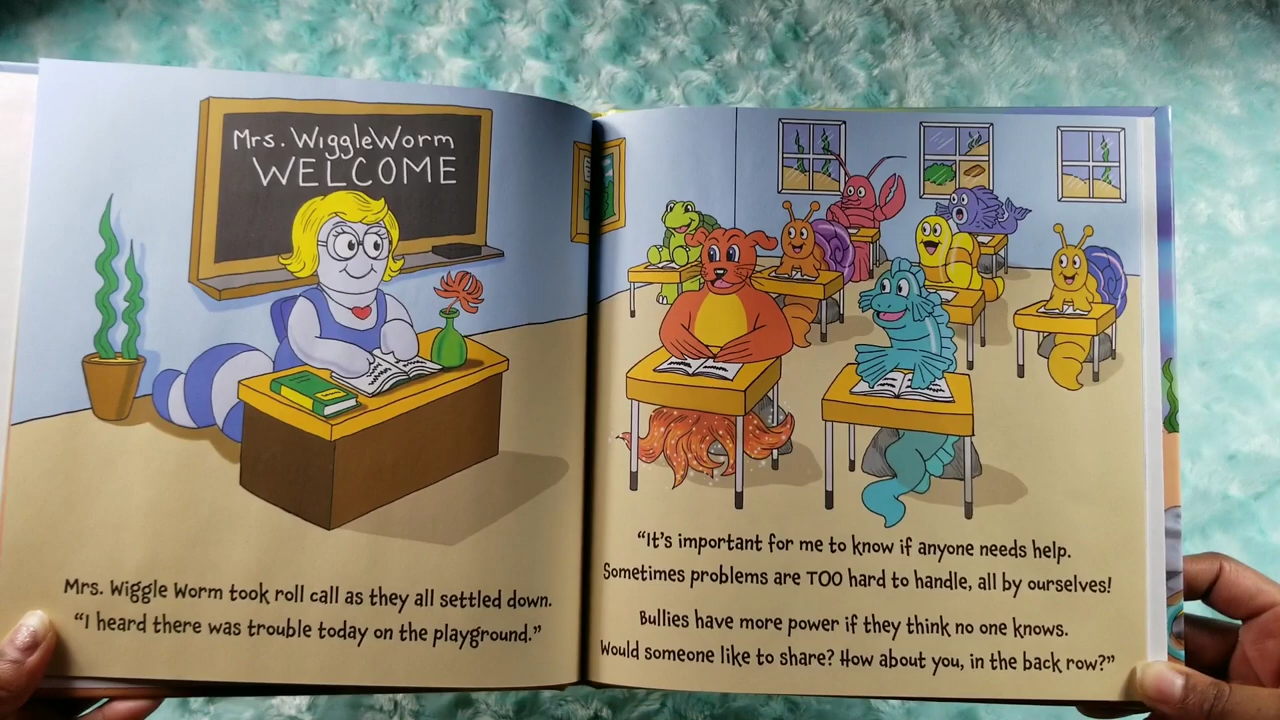 Mrs. WiggleWorm
WELCOME
Mrs. Wiggle Worm took roll call as they all settled down.
“I heard there was trouble today on the playground.”
“It’s important for me to know if anyone needs help.
Sometimes problems are TOO hard to handle, all by ourselves!
Bullies have more power if they think no one knows.
Would someone like to share? How about you, in the back row?”